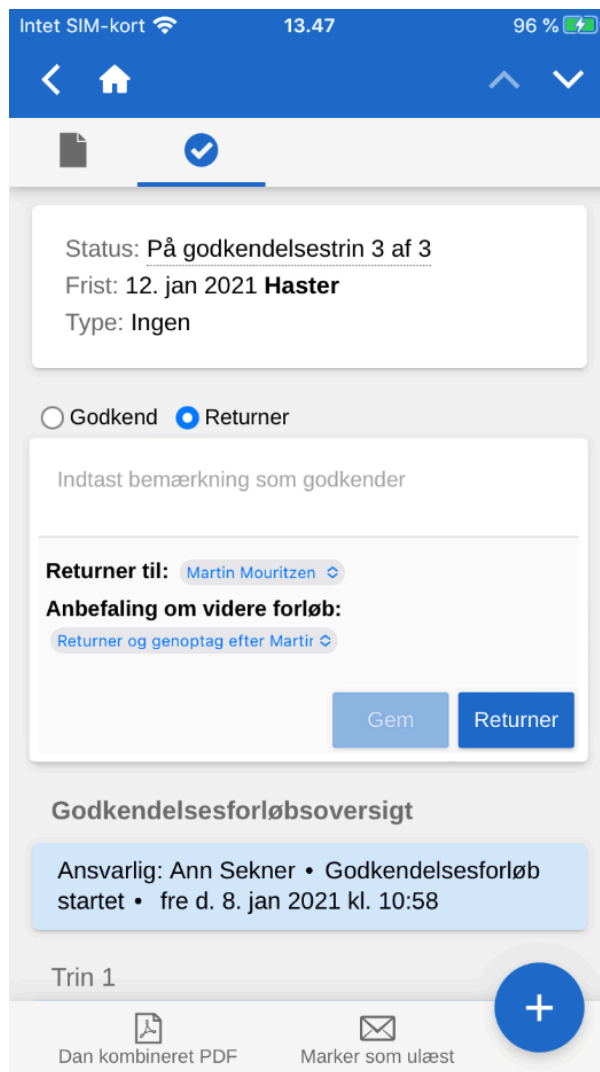 Intet SIM-kort 13.47 96 %
Status: På godkendelsestrin 3 af 3
Frist: 12. jan 2021 Haster
Type: Ingen
Godkend Returner
Indtast bemærkning som godkender
Returner til: Martin Mouritzen
Anbefaling om videre forløb:
Returner og genoptag efter Martir
Gem Returner
Godkendelsesforløbsoversigt
Ansvarlig: Ann Sekner • Godkendelsesforløb
startet • fre d. 8. jan 2021 kl. 10:58
Trin 1
Dan kombineret PDF Marker som ulæst